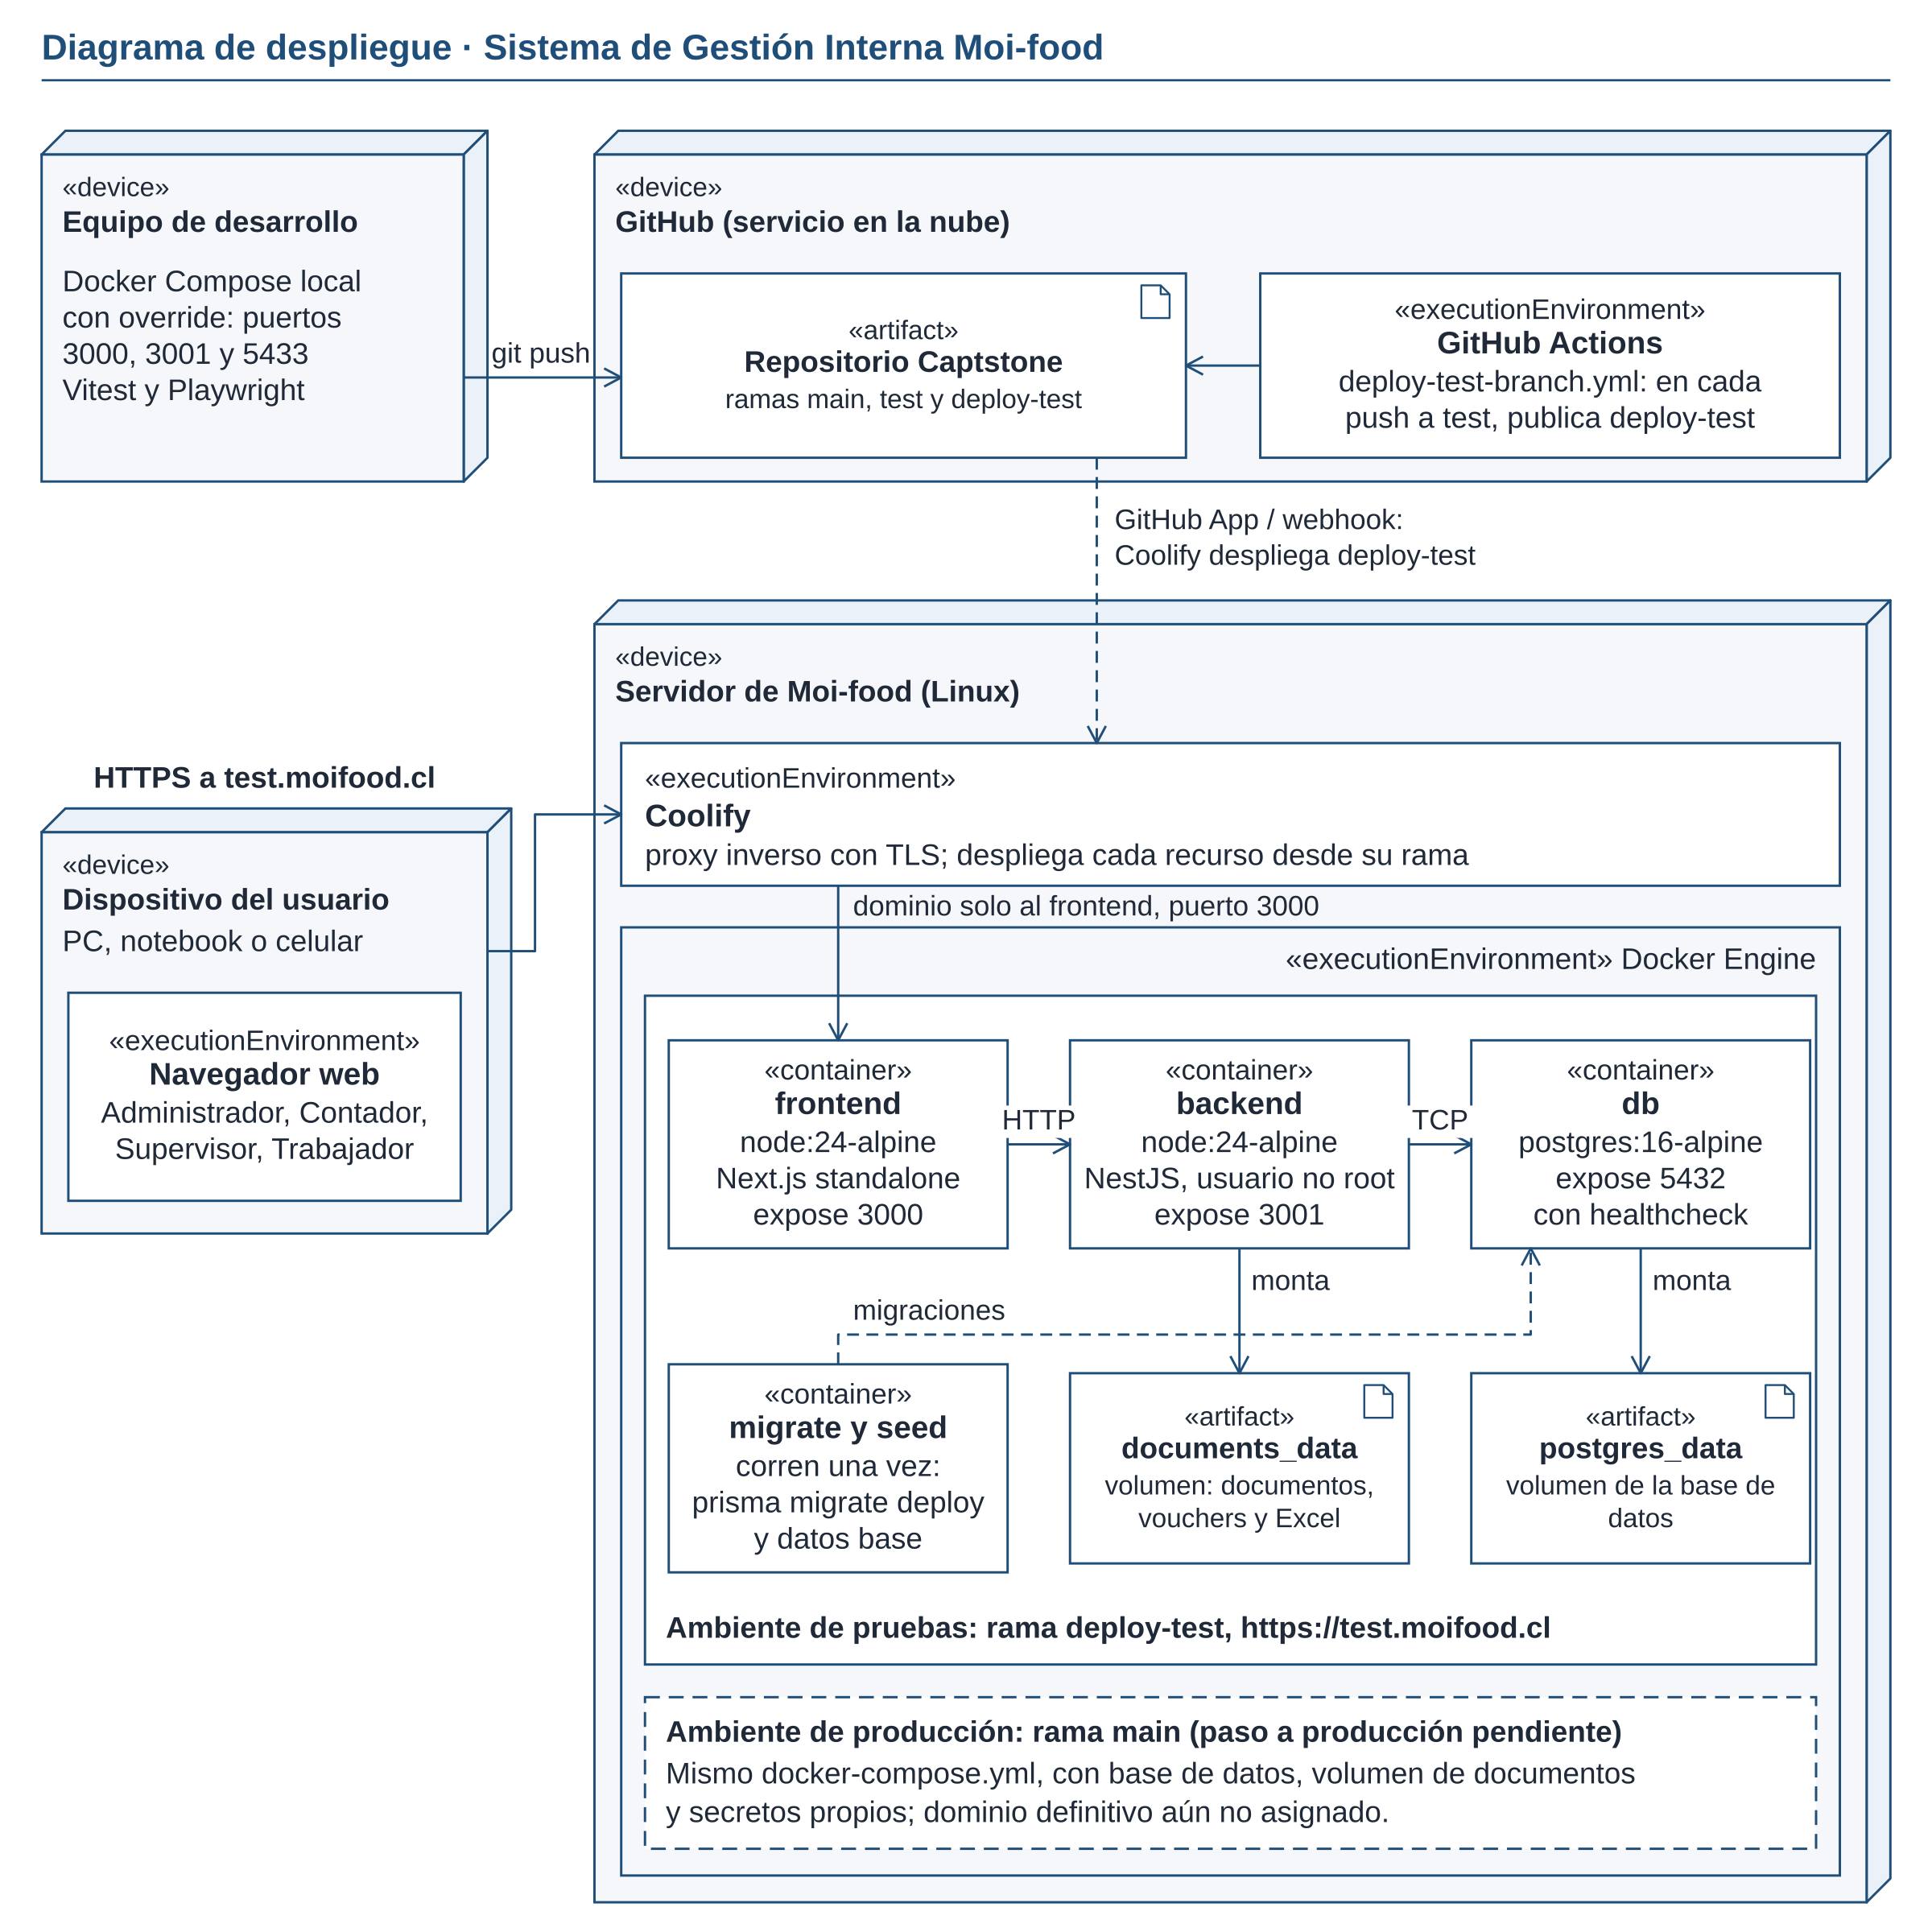 Diagrama de despliegue · Sistema de Gestión Interna Moi-food
«device»
Equipo de desarrollo
Docker Compose local
con override: puertos
3000, 3001 y 5433
Vitest y Playwright
git push
«device»
GitHub (servicio en la nube)
«artifact»
Repositorio Captstone
ramas main, test y deploy-test
«executionEnvironment»
GitHub Actions
deploy-test-branch.yml: en cada
push a test, publica deploy-test
GitHub App / webhook:
Coolify despliega deploy-test
«device»
Servidor de Moi-food (Linux)
HTTPS a test.moifood.cl
«device»
Dispositivo del usuario
PC, notebook o celular
«executionEnvironment»
Navegador web
Administrador, Contador,
Supervisor, Trabajador
«executionEnvironment»
Coolify
proxy inverso con TLS; despliega cada recurso desde su rama
dominio solo al frontend, puerto 3000
«executionEnvironment» Docker Engine
«container»
frontend
node:24-alpine
Next.js standalone
expose 3000
HTTP
«container»
backend
node:24-alpine
NestJS, usuario no root
expose 3001
TCP
«container»
db
postgres:16-alpine
expose 5432
con healthcheck
migraciones
monta
monta
«container»
migrate y seed
corren una vez:
prisma migrate deploy
y datos base
«artifact»
documents_data
volumen: documentos,
vouchers y Excel
«artifact»
postgres_data
volumen de la base de
datos
Ambiente de pruebas: rama deploy-test, https://test.moifood.cl
Ambiente de producción: rama main (paso a producción pendiente)
Mismo docker-compose.yml, con base de datos, volumen de documentos
y secretos propios; dominio definitivo aún no asignado.